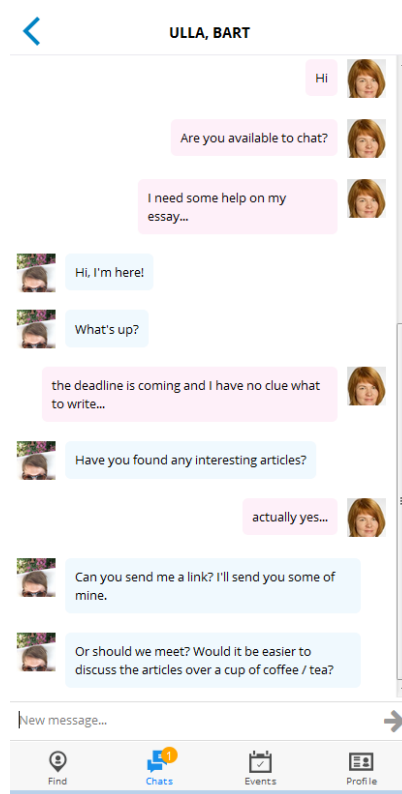 ULLA, BART
Hi
Are you available to chat?
I need some help on my
essay...
Hi, I'm here!
What's up?
the deadline is coming and I have no clue what
to write...
Have you found any interesting articles?
actually yes...
Can you send me a link? I'll send you some of
mine.
Or should we meet? Would it be easier to
discuss the articles over a cup of coffee / tea?
New message...
1
Find
Chats
Events
Profile